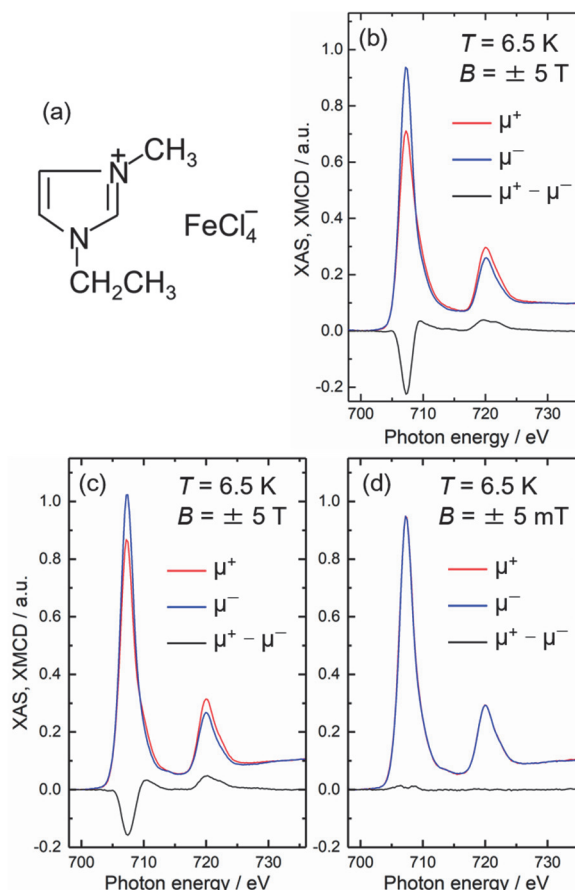 (a)
N
+
CH₃
N
CH₂CH₃
FeCl₄⁻
(b)
T = 6.5 K
B = ± 5 T
μ⁺
μ⁻
μ⁺ − μ⁻
XAS, XMCD / a.u.
1.0
0.8
0.6
0.4
0.2
0.0
-0.2
700 710 720 730
Photon energy / eV
(c)
T = 6.5 K
B = ± 5 T
μ⁺
μ⁻
μ⁺ − μ⁻
XAS, XMCD / a.u.
1.0
0.8
0.6
0.4
0.2
0.0
-0.2
700 710 720 730
Photon energy / eV
(d)
T = 6.5 K
B = ± 5 mT
μ⁺
μ⁻
μ⁺ − μ⁻
1.0
0.8
0.6
0.4
0.2
0.0
-0.2
700 710 720 730
Photon energy / eV